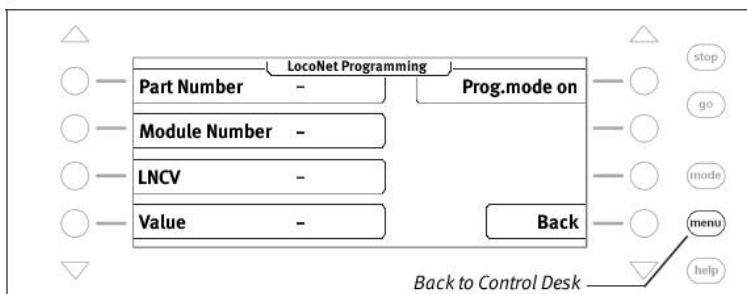 LocoNet Programming
Part Number –
Prog.mode on
Module Number –
LNCV –
Value –
Back
stop
go
mode
menu
help
Back to Control Desk